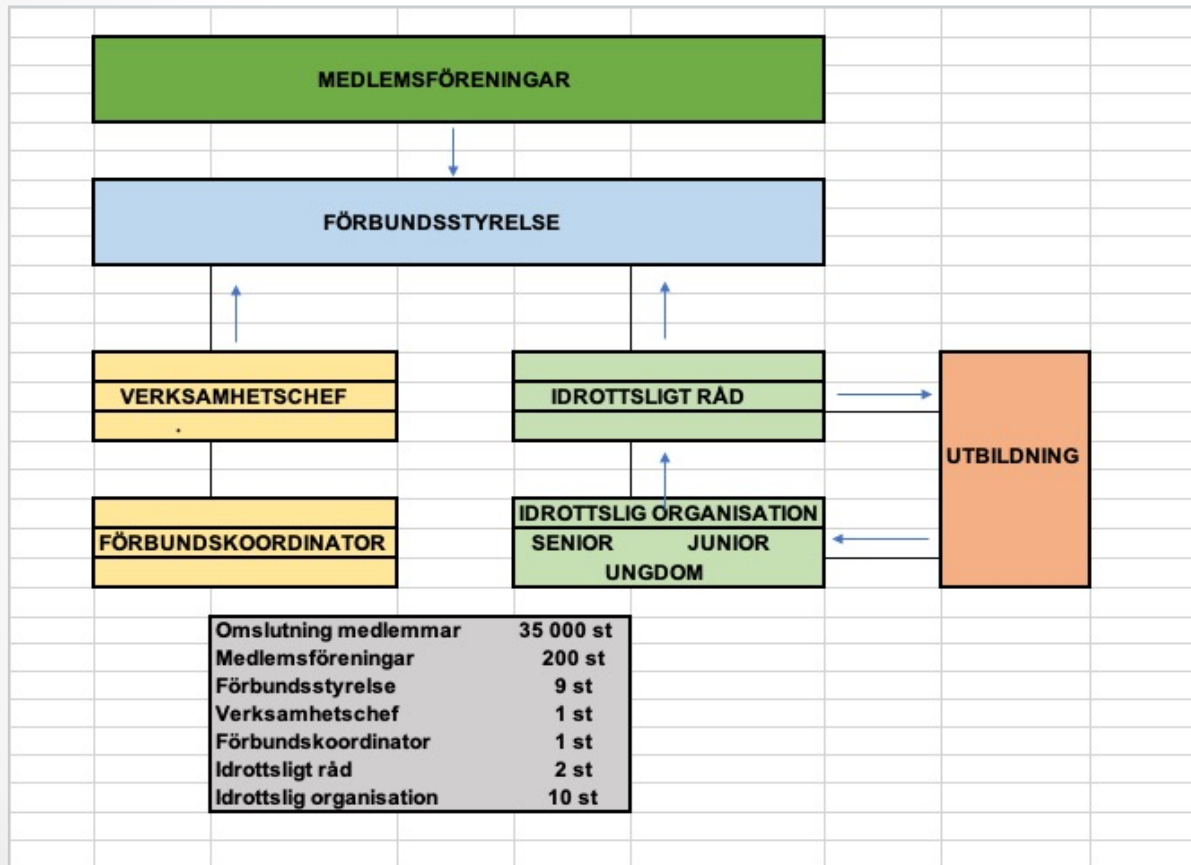 MEDLEMSFÖRENINGAR
FÖRBUNDSSTYRELSE
VERKSAMHETSCHEF
.
IDROTTSLIGT RÅD
UTBILDNING
FÖRBUNDSKOORDINATOR
IDROTTSLIG ORGANISATION
SENIOR JUNIOR
UNGDOM
Omslutning medlemmar 35 000 st
Medlemsföreningar 200 st
Förbundsstyrelse 9 st
Verksamhetschef 1 st
Förbundskoordinator 1 st
Idrottsligt råd 2 st
Idrottslig organisation 10 st